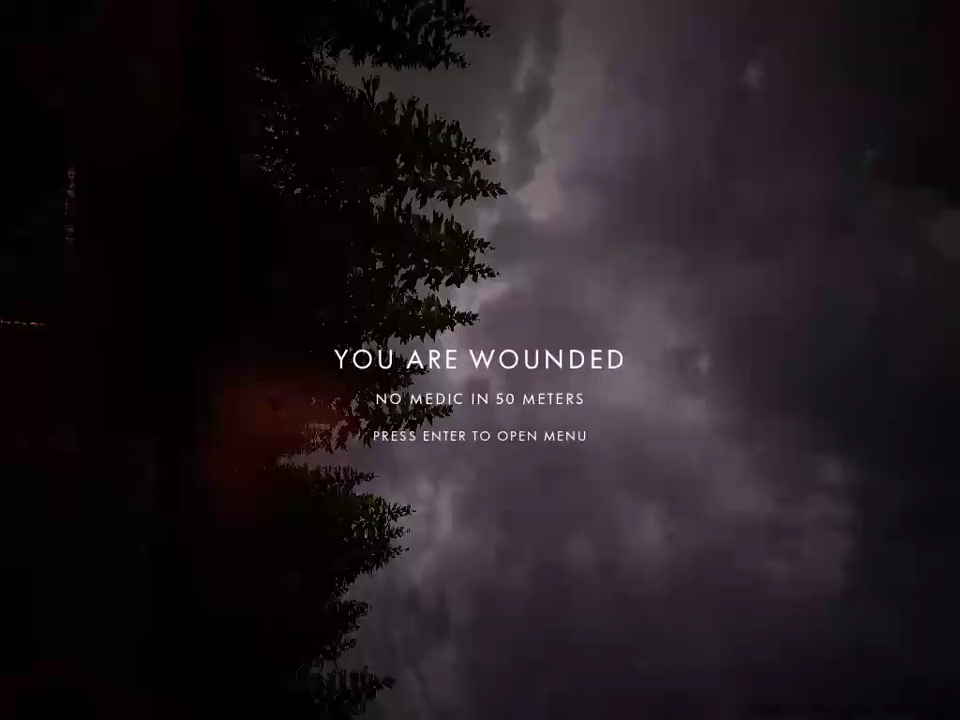 YOU ARE WOUNDED
NO MEDIC IN 50 METERS
PRESS ENTER TO OPEN MENU